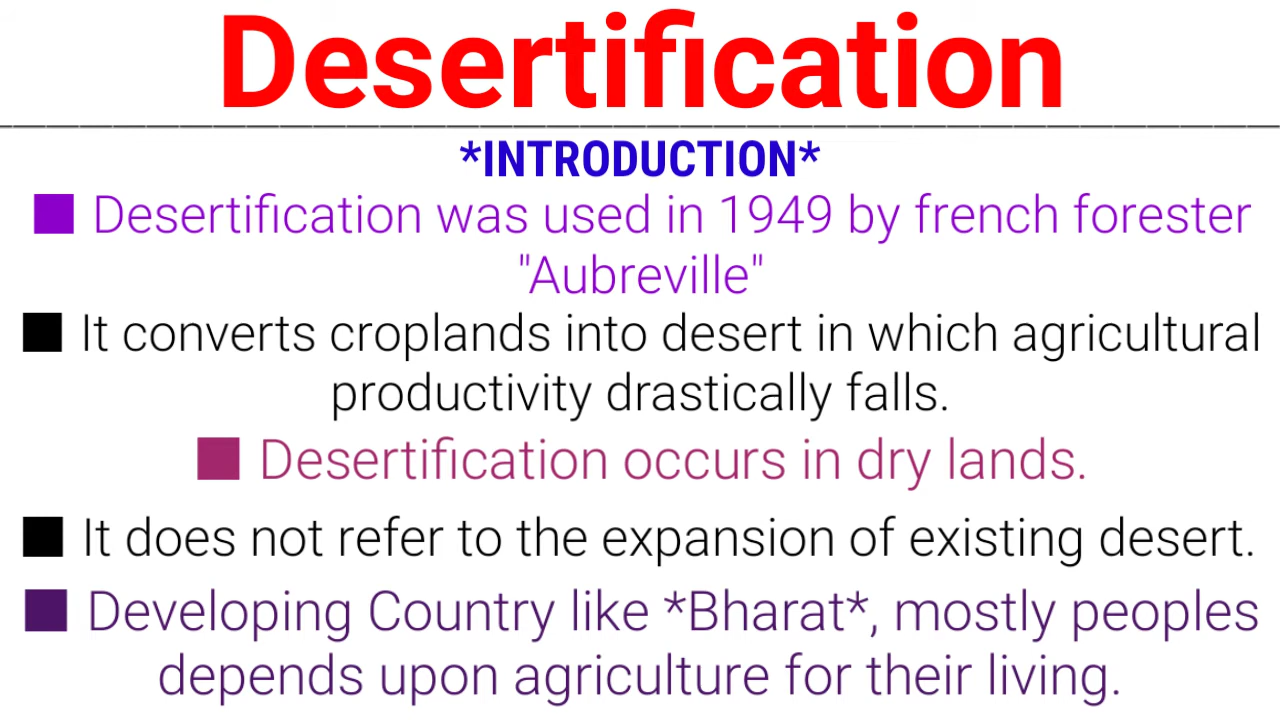 Desertification
*INTRODUCTION*
■ Desertification was used in 1949 by french forester
"Aubreville"
■ It converts croplands into desert in which agricultural
productivity drastically falls.
■ Desertification occurs in dry lands.
■ It does not refer to the expansion of existing desert.
■ Developing Country like *Bharat*, mostly peoples
depends upon agriculture for their living.